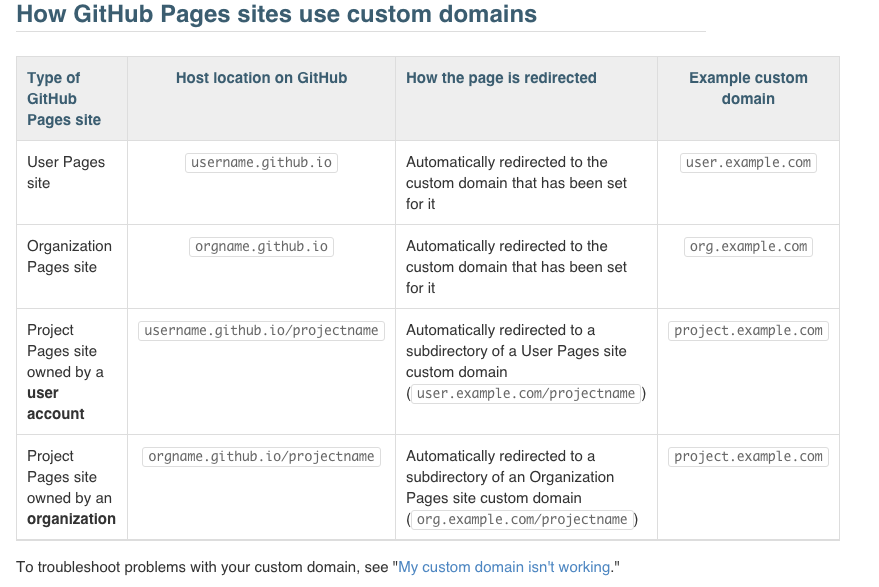 How GitHub Pages sites use custom domains
Type of GitHub Pages site
Host location on GitHub
How the page is redirected
Example custom domain
User Pages site
username.github.io
Automatically redirected to the custom domain that has been set for it
user.example.com
Organization Pages site
orgname.github.io
Automatically redirected to the custom domain that has been set for it
org.example.com
Project Pages site owned by a user account
username.github.io/projectname
Automatically redirected to a subdirectory of a User Pages site custom domain (user.example.com/projectname)
project.example.com
Project Pages site owned by an organization
orgname.github.io/projectname
Automatically redirected to a subdirectory of an Organization Pages site custom domain (org.example.com/projectname)
project.example.com
To troubleshoot problems with your custom domain, see "My custom domain isn't working."